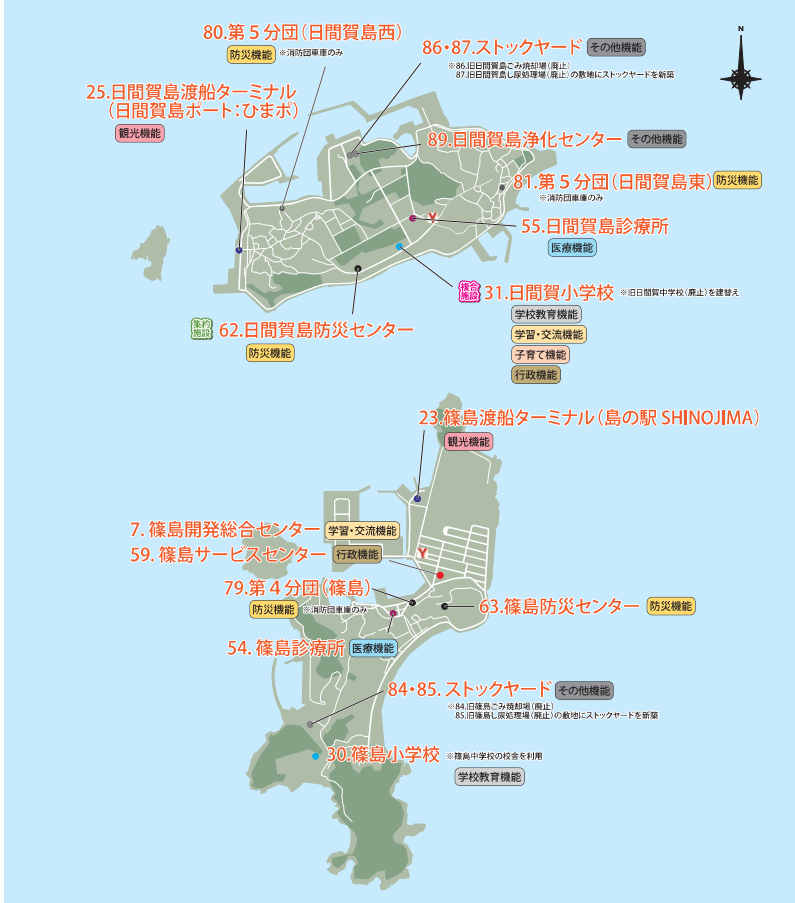 N
80.第５分団（日間賀島西）
防災機能 ※消防団車庫のみ
86・87.ストックヤード その他機能
※86.旧日間賀島ごみ焼却場（廃止）
87.旧日間賀島し尿処理場（廃止）の敷地にストックヤードを新築
25.日間賀島渡船ターミナル
（日間賀島ポート：ひまポ）
観光機能
89.日間賀島浄化センター その他機能
81.第５分団（日間賀島東） 防災機能
※消防団車庫のみ
Y
55.日間賀島診療所
医療機能
複合施設 31.日間賀小学校 ※旧日間賀中学校（廃止）を建替え
学校教育機能
学習・交流機能
子育て機能
行政機能
集約施設 62.日間賀島防災センター
防災機能
23.篠島渡船ターミナル（島の駅 SHINOJIMA）
観光機能
7. 篠島開発総合センター 学習・交流機能
Y
59. 篠島サービスセンター 行政機能
79.第４分団（篠島）
防災機能 ※消防団車庫のみ
63.篠島防災センター 防災機能
54. 篠島診療所 医療機能
84・85. ストックヤード その他機能
※84.旧篠島ごみ焼却場（廃止）
85.旧篠島し尿処理場（廃止）の敷地にストックヤードを新築
30.篠島小学校 ※篠島中学校の校舎を利用
学校教育機能